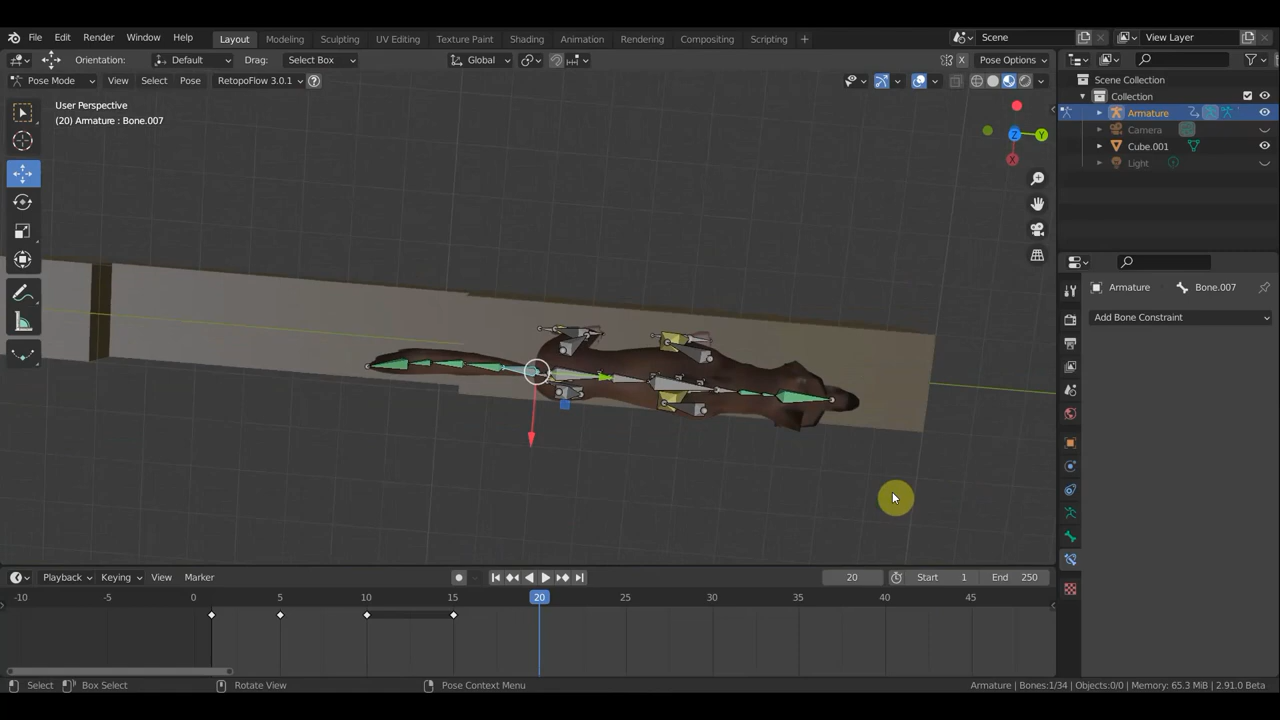 File Edit Render Window Help Layout Modeling Sculpting UV Editing Texture Paint Shading Animation Rendering Compositing Scripting + Scene View Layer
Orientation: Default Drag: Select Box Global X Pose Options
Pose Mode View Select Pose RetopoFlow 3.0.1 ?
User Perspective
(20) Armature : Bone.007
Z Y X
Scene Collection
Collection
Armature
Camera
Cube.001
Light
Armature Bone.007
Add Bone Constraint
Playback Keying View Marker 20 Start 1 End 250
-10 0 5 10 15 20 25 30 35 40 45
Select Box Select Rotate View Pose Context Menu Armature | Bones:1/34 | Objects:0/0 | Memory: 65.3 MiB | 2.91.0 Beta